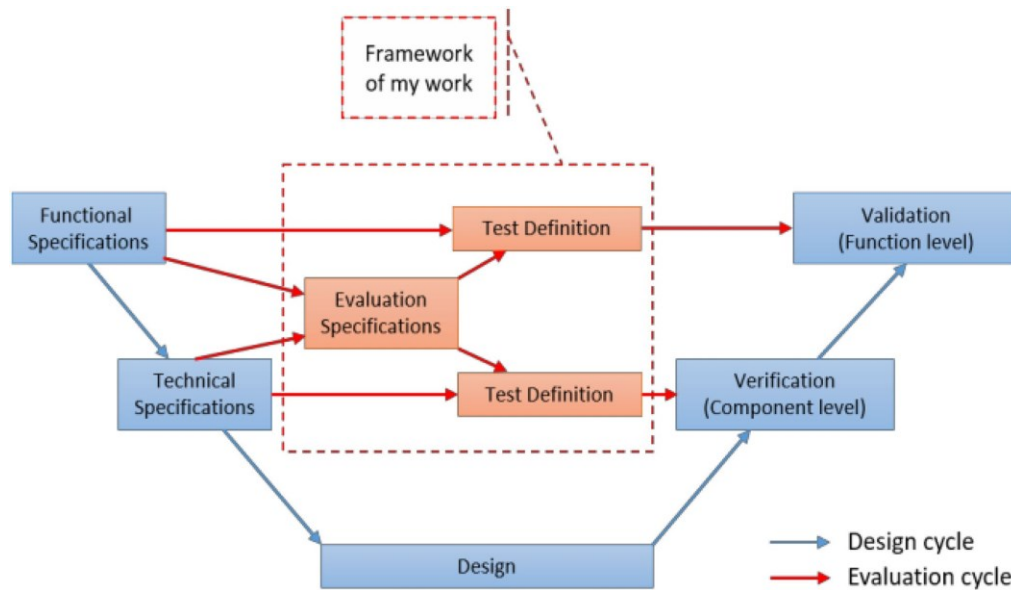 Framework
of my work
Functional
Specifications
Test Definition
Validation
(Function level)
Evaluation
Specifications
Technical
Specifications
Test Definition
Verification
(Component level)
Design
Design cycle
Evaluation cycle